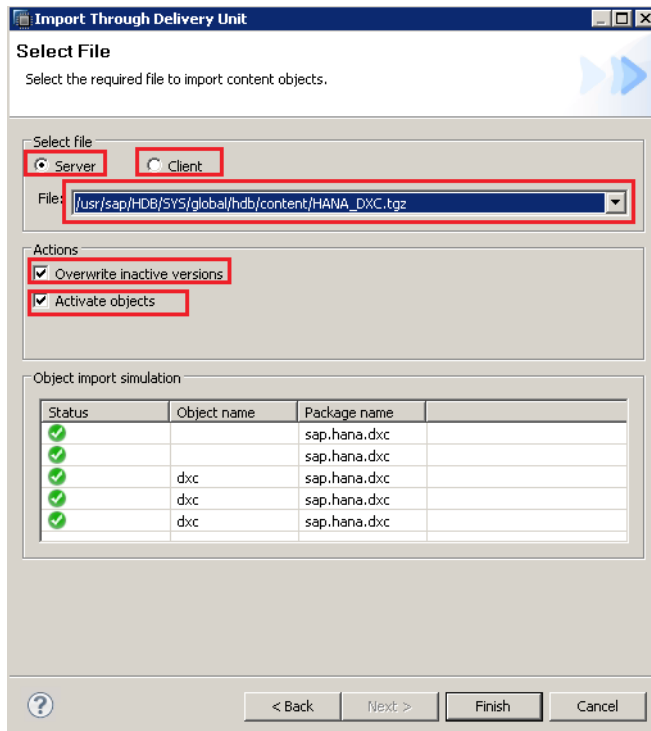 Import Through Delivery Unit
Select File
Select the required file to import content objects.
Select file
Server Client
File: /usr/sap/HDB/SYS/global/hdb/content/HANA_DXC.tgz
Actions
Overwrite inactive versions
Activate objects
Object import simulation
Status Object name Package name
sap.hana.dxc
sap.hana.dxc
dxc sap.hana.dxc
dxc sap.hana.dxc
dxc sap.hana.dxc
? < Back Next > Finish Cancel